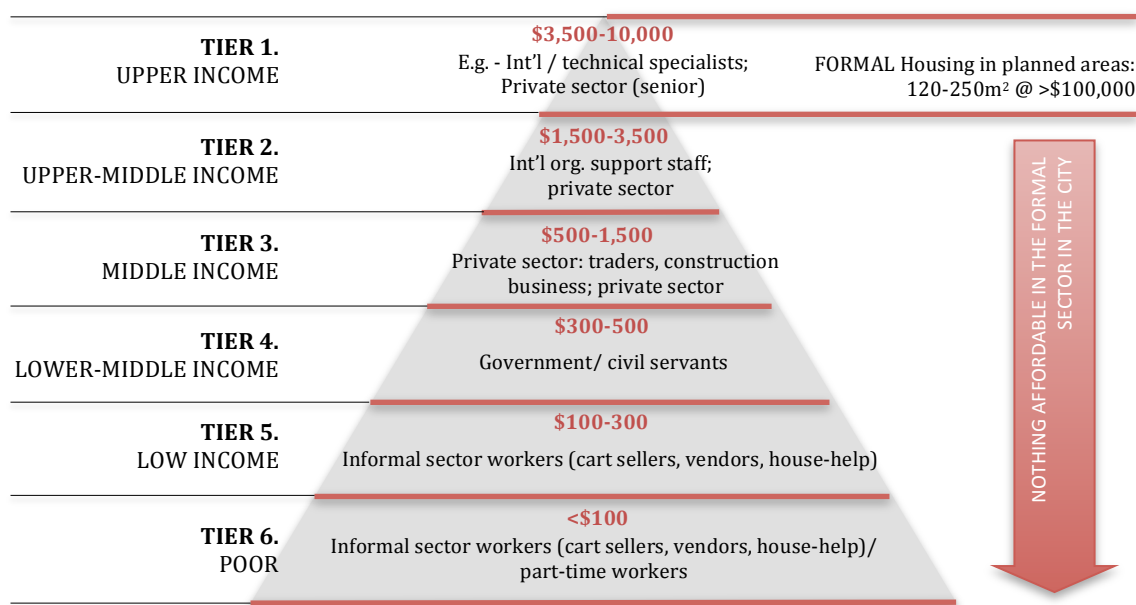 TIER 1.
UPPER INCOME
$3,500-10,000
E.g. - Int'l / technical specialists;
Private sector (senior)
FORMAL Housing in planned areas:
120-250m² @ >$100,000
TIER 2.
UPPER-MIDDLE INCOME
$1,500-3,500
Int'l org. support staff;
private sector
TIER 3.
MIDDLE INCOME
$500-1,500
Private sector: traders, construction
business; private sector
TIER 4.
LOWER-MIDDLE INCOME
$300-500
Government/ civil servants
TIER 5.
LOW INCOME
$100-300
Informal sector workers (cart sellers, vendors, house-help)
TIER 6.
POOR
<$100
Informal sector workers (cart sellers, vendors, house-help)/
part-time workers
NOTHING AFFORDABLE IN THE FORMAL
SECTOR IN THE CITY